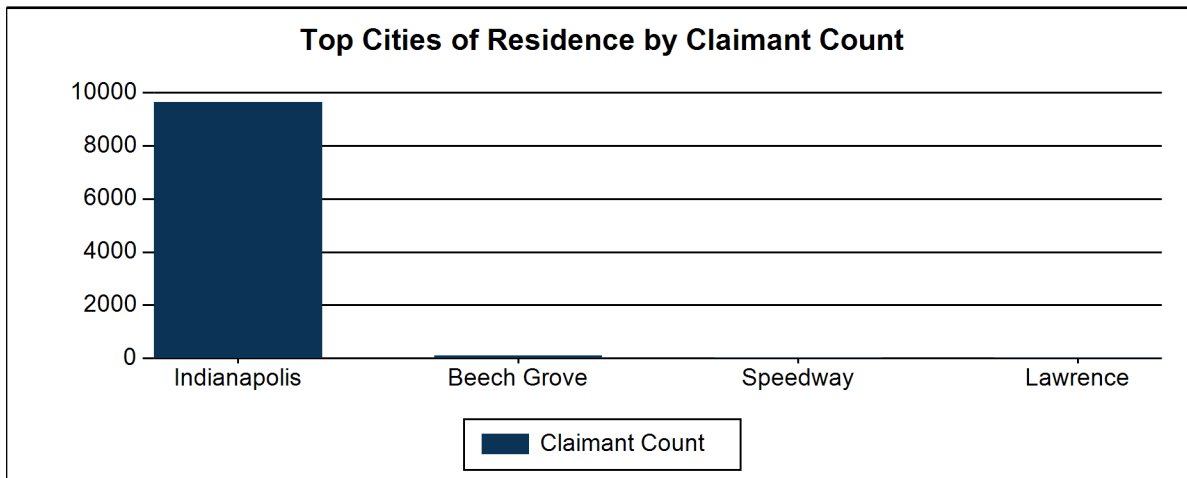 Top Cities of Residence by Claimant Count
10000
8000
6000
4000
2000
0
Indianapolis Beech Grove Speedway Lawrence
Claimant Count